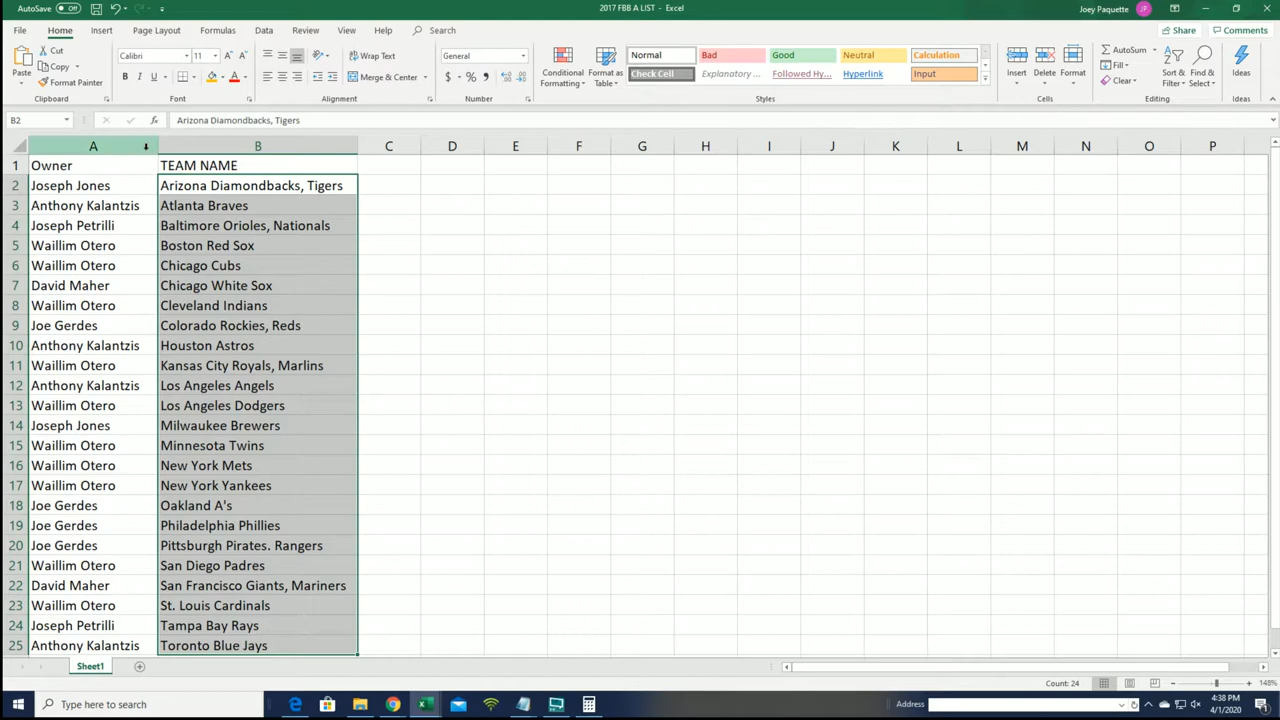 AutoSave Off 2017 FBB A LIST - Excel Joey Paquette JP
File Home Insert Page Layout Formulas Data Review View Help Search Share Comments
Paste Cut Copy Format Painter Clipboard
Calibri 11 B I U Font
Wrap Text Merge & Center Alignment
General $ % , Number
Conditional Formatting Format as Table
Normal Bad Good Neutral Calculation
Check Cell Explanatory ... Followed Hy... Hyperlink Input
Styles
Insert Delete Format Cells
AutoSum Fill Clear Sort & Filter Find & Select Editing
Ideas Ideas
B2 fx Arizona Diamondbacks, Tigers
A B C D E F G H I J K L M N O P
1 Owner TEAM NAME
2 Joseph Jones Arizona Diamondbacks, Tigers
3 Anthony Kalantzis Atlanta Braves
4 Joseph Petrilli Baltimore Orioles, Nationals
5 Waillim Otero Boston Red Sox
6 Waillim Otero Chicago Cubs
7 David Maher Chicago White Sox
8 Waillim Otero Cleveland Indians
9 Joe Gerdes Colorado Rockies, Reds
10 Anthony Kalantzis Houston Astros
11 Waillim Otero Kansas City Royals, Marlins
12 Anthony Kalantzis Los Angeles Angels
13 Waillim Otero Los Angeles Dodgers
14 Joseph Jones Milwaukee Brewers
15 Waillim Otero Minnesota Twins
16 Waillim Otero New York Mets
17 Waillim Otero New York Yankees
18 Joe Gerdes Oakland A's
19 Joe Gerdes Philadelphia Phillies
20 Joe Gerdes Pittsburgh Pirates. Rangers
21 Waillim Otero San Diego Padres
22 David Maher San Francisco Giants, Mariners
23 Waillim Otero St. Louis Cardinals
24 Joseph Petrilli Tampa Bay Rays
25 Anthony Kalantzis Toronto Blue Jays
Sheet1
Count: 24 148%
Type here to search Address 4:38 PM
4/1/2020